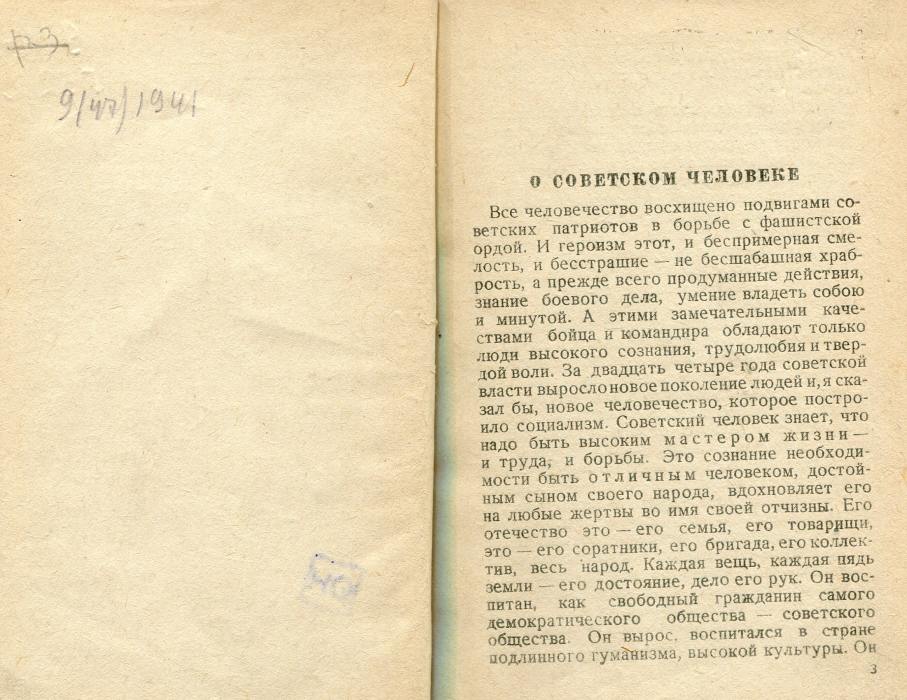 9/47/1941
О СОВЕТСКОМ ЧЕЛОВЕКЕ
Все человечество восхищено подвигами со-
ветских патриотов в борьбе с фашистской
ордой. И героизм этот, и беспримерная сме-
лость, и бесстрашие — не бесшабашная храб-
рость, а прежде всего продуманные действия,
знание боевого дела, умение владеть собою
и минутой. А этими замечательными каче-
ствами бойца и командира обладают только
люди высокого сознания, трудолюбия и твер-
дой воли. За двадцать четыре года советской
власти выросло новое поколение людей и, я ска-
зал бы, новое человечество, которое постро-
ило социализм. Советский человек знает, что
надо быть высоким мастером жизни —
и труда, и борьбы. Это сознание необходи-
мости быть отличным человеком, достой-
ным сыном своего народа, вдохновляет его
на любые жертвы во имя своей отчизны. Его
отечество это — его семья, его товарищи,
это — его соратники, его бригада, его коллек-
тив, весь народ. Каждая вещь, каждая пядь
земли — его достояние, дело его рук. Он вос-
питан, как свободный гражданин самого
демократического общества — советского
общества. Он вырос, воспитался в стране
подлинного гуманизма, высокой культуры. Он
3